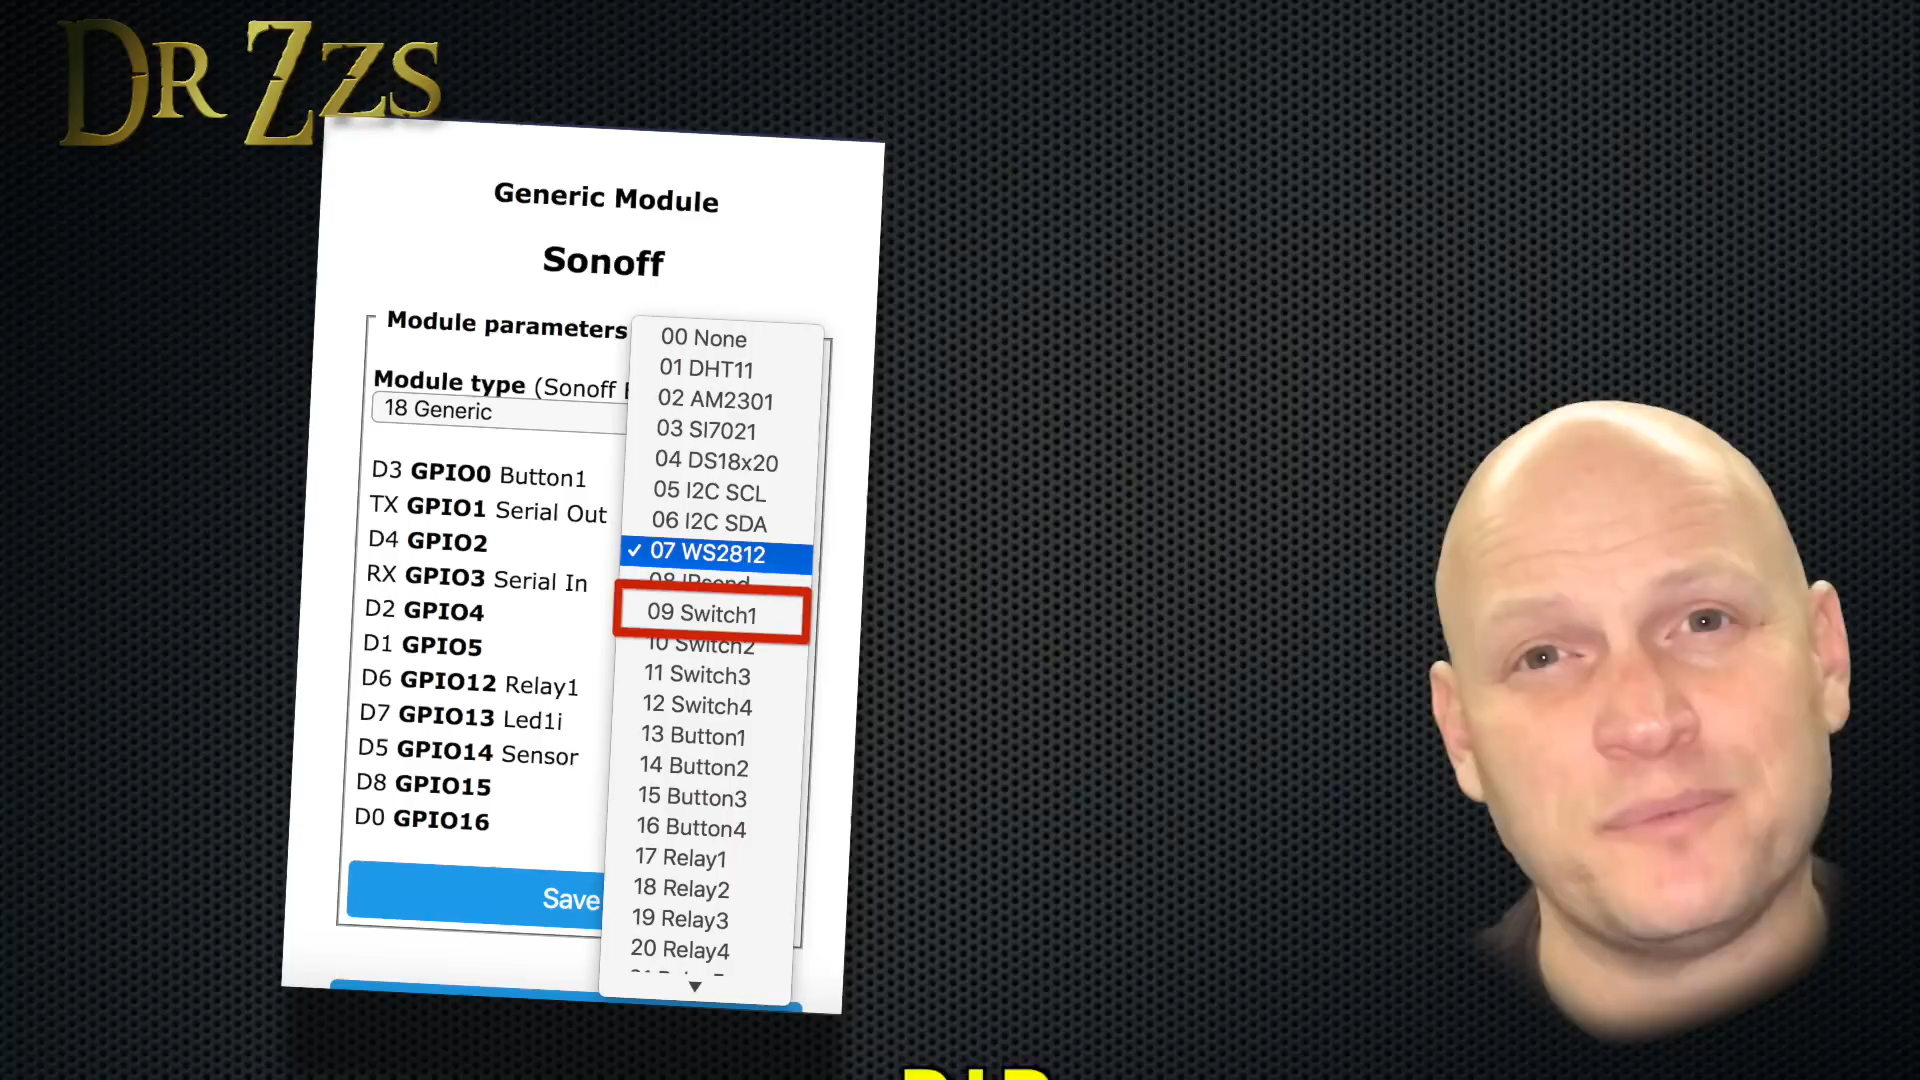 DR ZZS
Generic Module
Sonoff
Module parameters
Module type (Sonoff
18 Generic
D3 GPIO0 Button1
TX GPIO1 Serial Out
D4 GPIO2
RX GPIO3 Serial In
D2 GPIO4
D1 GPIO5
D6 GPIO12 Relay1
D7 GPIO13 Led1i
D5 GPIO14 Sensor
D8 GPIO15
D0 GPIO16
Save
00 None
01 DHT11
02 AM2301
03 SI7021
04 DS18x20
05 I2C SCL
06 I2C SDA
✓ 07 WS2812
08 IRsend
09 Switch1
10 Switch2
11 Switch3
12 Switch4
13 Button1
14 Button2
15 Button3
16 Button4
17 Relay1
18 Relay2
19 Relay3
20 Relay4